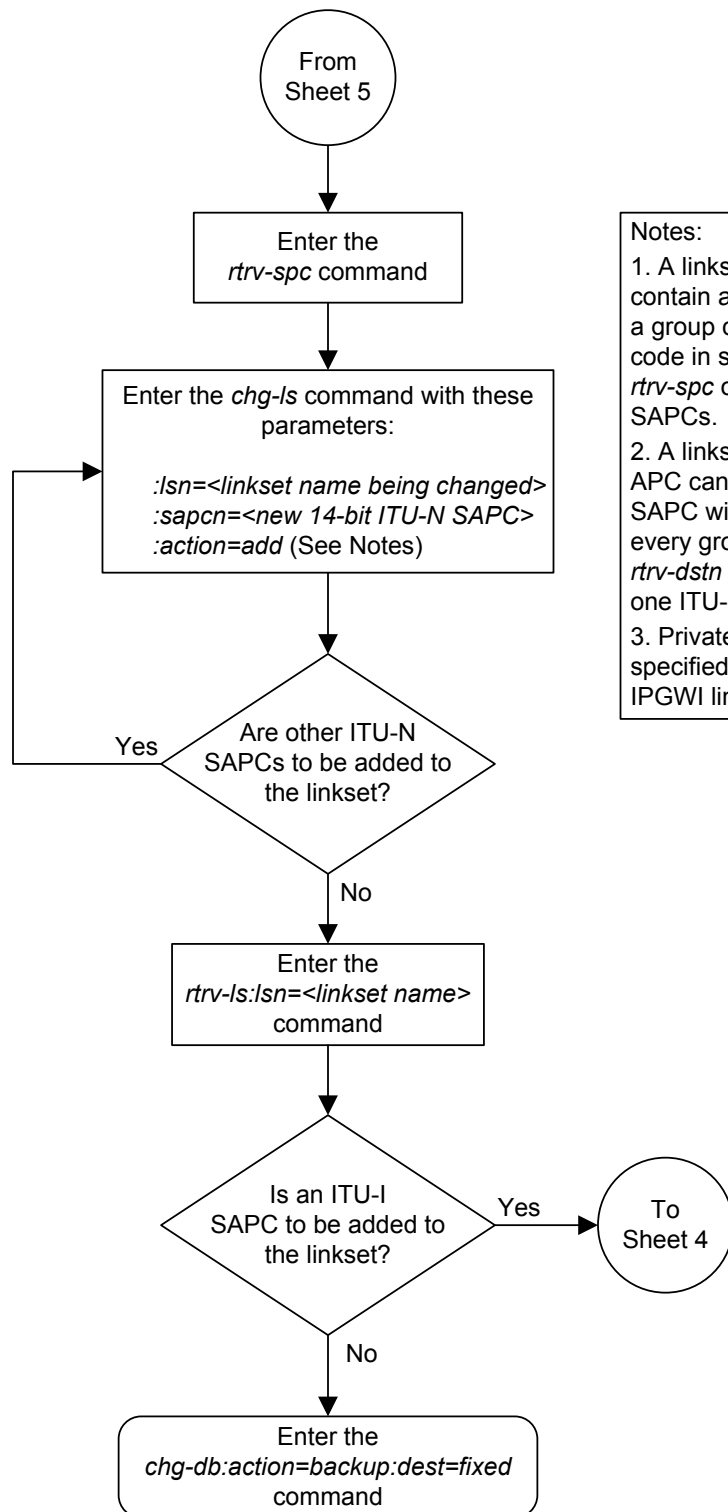 From
Sheet 5
Enter the
rtrv-spc command
Enter the chg-ls command with these
parameters:
:lsn=<linkset name being changed>
:sapcn=<new 14-bit ITU-N SAPC>
:action=add (See Notes)
Are other ITU-N
SAPCs to be added to
the linkset?
Yes
No
Enter the
rtrv-ls:lsn=<linkset name>
command
Is an ITU-I
SAPC to be added to
the linkset?
Yes
To
Sheet 4
No
Enter the
chg-db:action=backup:dest=fixed
command
Notes:
1. A links
contain a
a group c
code in s
rtrv-spc
SAPCs.
2. A links
APC can
SAPC wi
every gro
rtrv-dstn
one ITU-
3. Private
specified
IPGWI lin